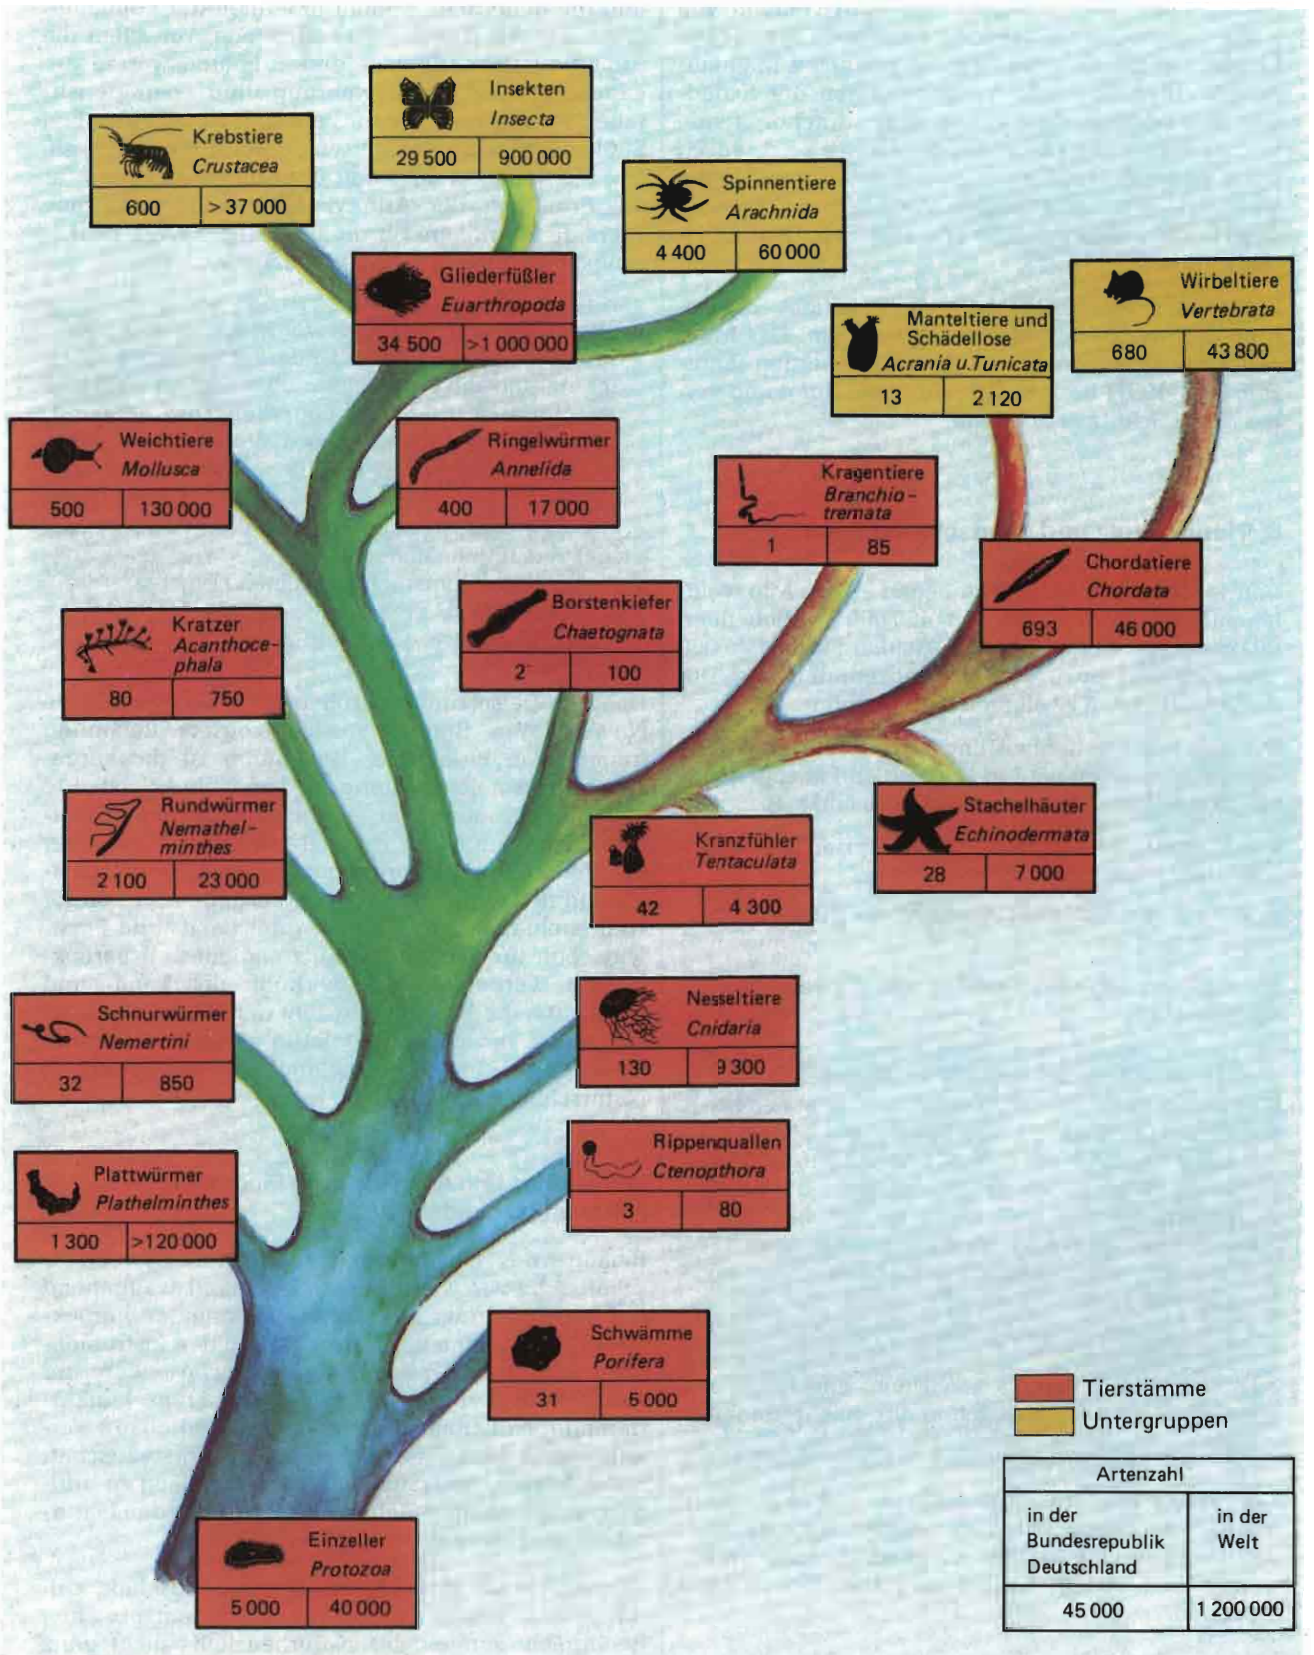 Insekten
Insecta
29 500 900 000
Krebstiere
Crustacea
600 > 37 000
Spinnentiere
Arachnida
4 400 60 000
Gliederfüßler
Euarthropoda
34 500 >1 000 000
Wirbeltiere
Vertebrata
680 43 800
Manteltiere und
Schädellose
Acrania u. Tunicata
13 2 120
Weichtiere
Mollusca
500 130 000
Ringelwürmer
Annelida
400 17 000
Kragentiere
Branchio-
tremata
1 85
Chordatiere
Chordata
693 46 000
Kratzer
Acanthoce-
phala
80 750
Borstenkiefer
Chaetognata
2 100
Rundwürmer
Nemathel-
minthes
2 100 23 000
Kranzfühler
Tentaculata
42 4 300
Stachelhäuter
Echinodermata
28 7 000
Schnurwürmer
Nemertini
32 850
Nesseltiere
Cnidaria
130 9 300
Plattwürmer
Plathelminthes
1 300 >120 000
Rippenquallen
Ctenopthora
3 80
Schwämme
Porifera
31 5 000
Einzeller
Protozoa
5 000 40 000
Tierstämme
Untergruppen
Artenzahl
in der
Bundesrepublik
Deutschland
in der
Welt
45 000 1 200 000